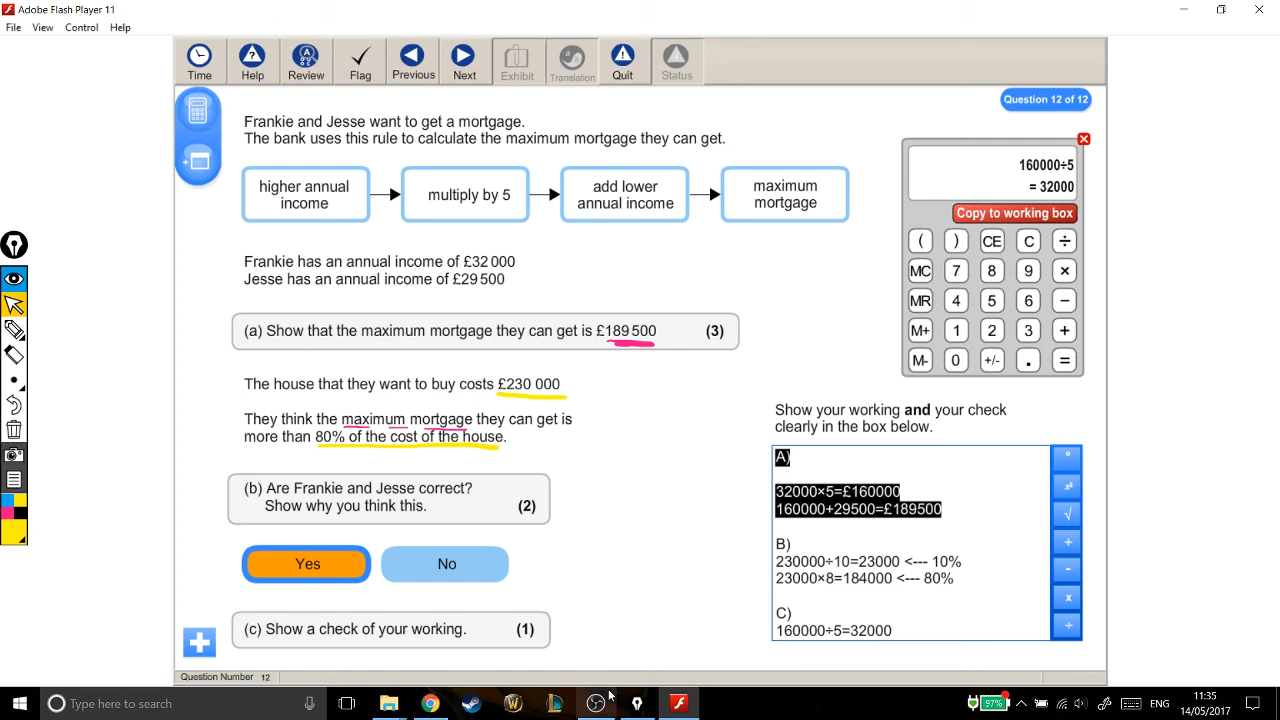 Adobe Flash Player 11
File View Control Help
Time Help Review Flag Previous Next Exhibit Translation Quit Status
Question 12 of 12
Frankie and Jesse want to get a mortgage.
The bank uses this rule to calculate the maximum mortgage they can get.
higher annual
income
multiply by 5
add lower
annual income
maximum
mortgage
160000÷5
= 32000
Copy to working box
( ) CE C ÷
MC 7 8 9 ×
MR 4 5 6 −
M+ 1 2 3 +
M- 0 +/- . =
Frankie has an annual income of £32 000
Jesse has an annual income of £29 500
(a) Show that the maximum mortgage they can get is £189 500 (3)
The house that they want to buy costs £230 000
They think the maximum mortgage they can get is
more than 80% of the cost of the house.
(b) Are Frankie and Jesse correct?
Show why you think this. (2)
Yes No
(c) Show a check of your working. (1)
Show your working and your check
clearly in the box below.
A)
32000×5=£160000
160000+29500=£189500
B)
230000÷10=23000 <--- 10%
23000×8=184000 <--- 80%
C)
160000÷5=32000
° x² √ + - x ÷
Question Number 12
Type here to search
97%
ENG
11:35
14/05/2017